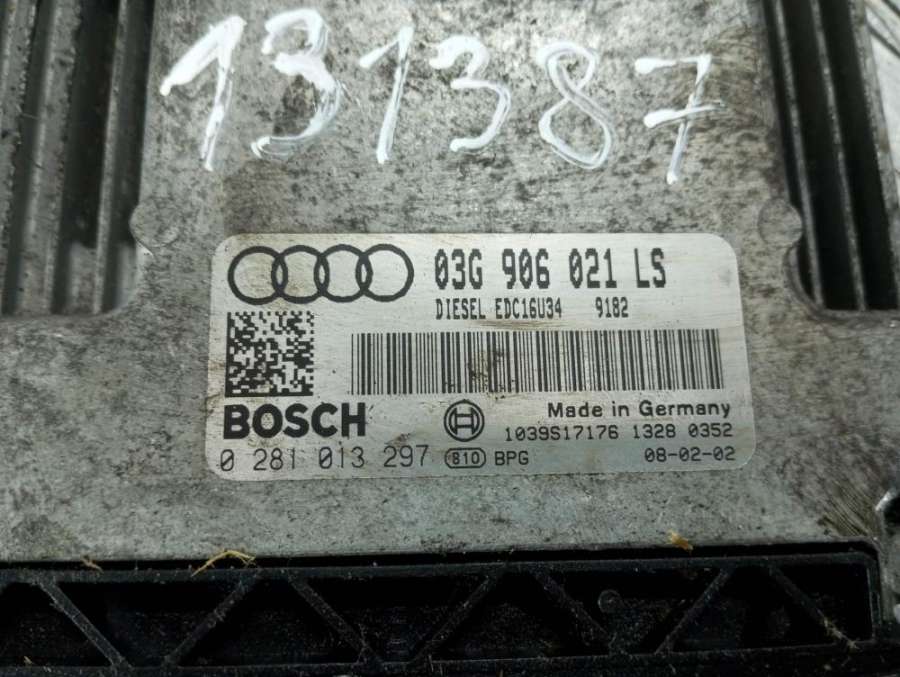 131387
03G 906 021 LS
DIESEL EDC16U34 9182
BOSCH
Made in Germany
1039S17176 1328 0352
0 281 013 297 810 BPG 08-02-02